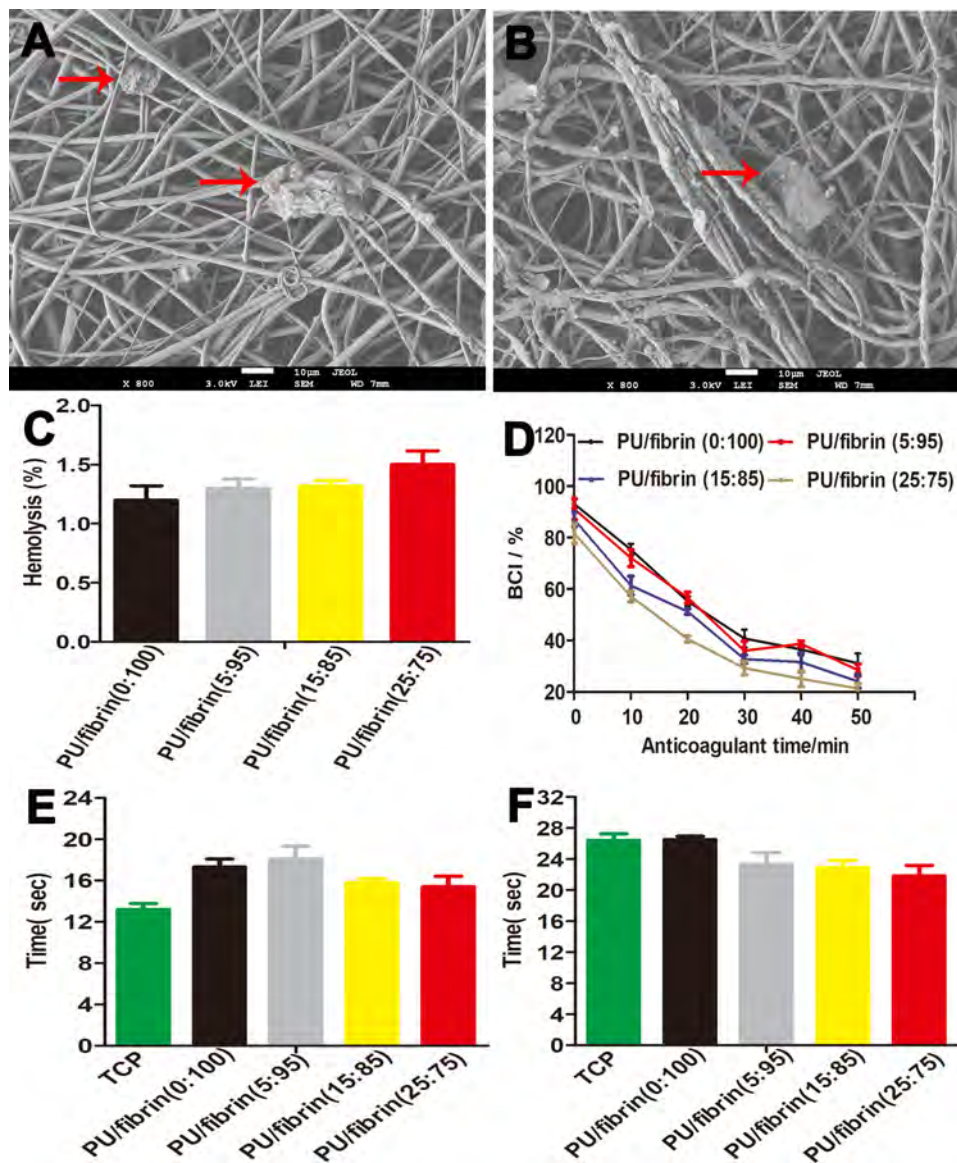 A
B
10µm JEOL
X 800 3.0kV LEI SEM WD 7mm
10µm JEOL
X 800 3.0kV LEI SEM WD 7mm
C
Hemolysis (%)
2.0
1.5
1.0
0.5
0.0
PU/fibrin(0:100)
PU/fibrin(5:95)
PU/fibrin(15:85)
PU/fibrin(25:75)
D
PU/fibrin (0:100) PU/fibrin (5:95)
PU/fibrin (15:85) PU/fibrin (25:75)
BCI / %
120
100
80
60
40
20
0 10 20 30 40 50
Anticoagulant time/min
E
Time( sec)
24
20
16
12
8
4
0
TCP
PU/fibrin(0:100)
PU/fibrin(5:95)
PU/fibrin(15:85)
PU/fibrin(25:75)
F
Time( sec)
32
28
24
20
16
12
8
4
0
TCP
PU/fibrin(0:100)
PU/fibrin(5:95)
PU/fibrin(15:85)
PU/fibrin(25:75)